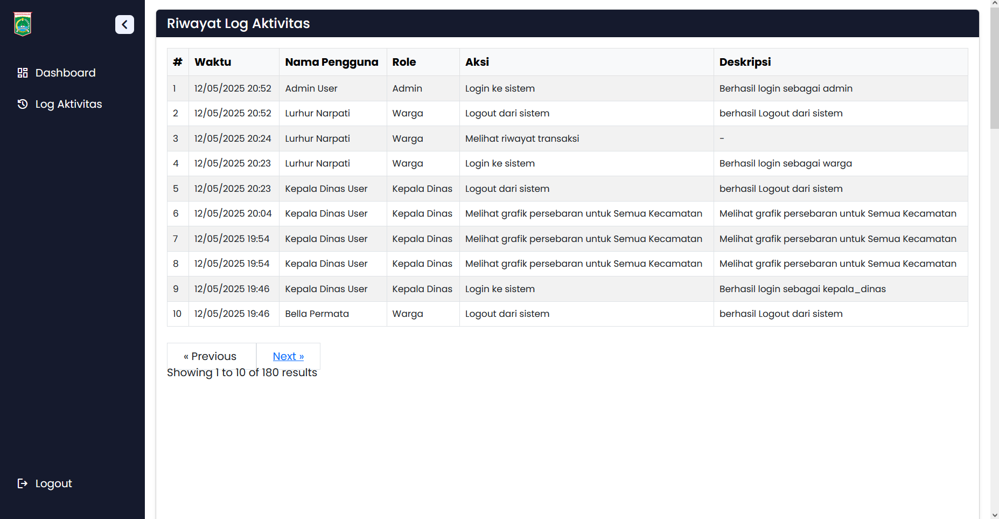 Dashboard
Log Aktivitas
Logout
Riwayat Log Aktivitas
# Waktu Nama Pengguna Role Aksi Deskripsi
1 12/05/2025 20:52 Admin User Admin Login ke sistem Berhasil login sebagai admin
2 12/05/2025 20:52 Lurhur Narpati Warga Logout dari sistem berhasil Logout dari sistem
3 12/05/2025 20:24 Lurhur Narpati Warga Melihat riwayat transaksi -
4 12/05/2025 20:23 Lurhur Narpati Warga Login ke sistem Berhasil login sebagai warga
5 12/05/2025 20:23 Kepala Dinas User Kepala Dinas Logout dari sistem berhasil Logout dari sistem
6 12/05/2025 20:04 Kepala Dinas User Kepala Dinas Melihat grafik persebaran untuk Semua Kecamatan Melihat grafik persebaran untuk Semua Kecamatan
7 12/05/2025 19:54 Kepala Dinas User Kepala Dinas Melihat grafik persebaran untuk Semua Kecamatan Melihat grafik persebaran untuk Semua Kecamatan
8 12/05/2025 19:54 Kepala Dinas User Kepala Dinas Melihat grafik persebaran untuk Semua Kecamatan Melihat grafik persebaran untuk Semua Kecamatan
9 12/05/2025 19:46 Kepala Dinas User Kepala Dinas Login ke sistem Berhasil login sebagai kepala_dinas
10 12/05/2025 19:46 Bella Permata Warga Logout dari sistem berhasil Logout dari sistem
« Previous Next »
Showing 1 to 10 of 180 results